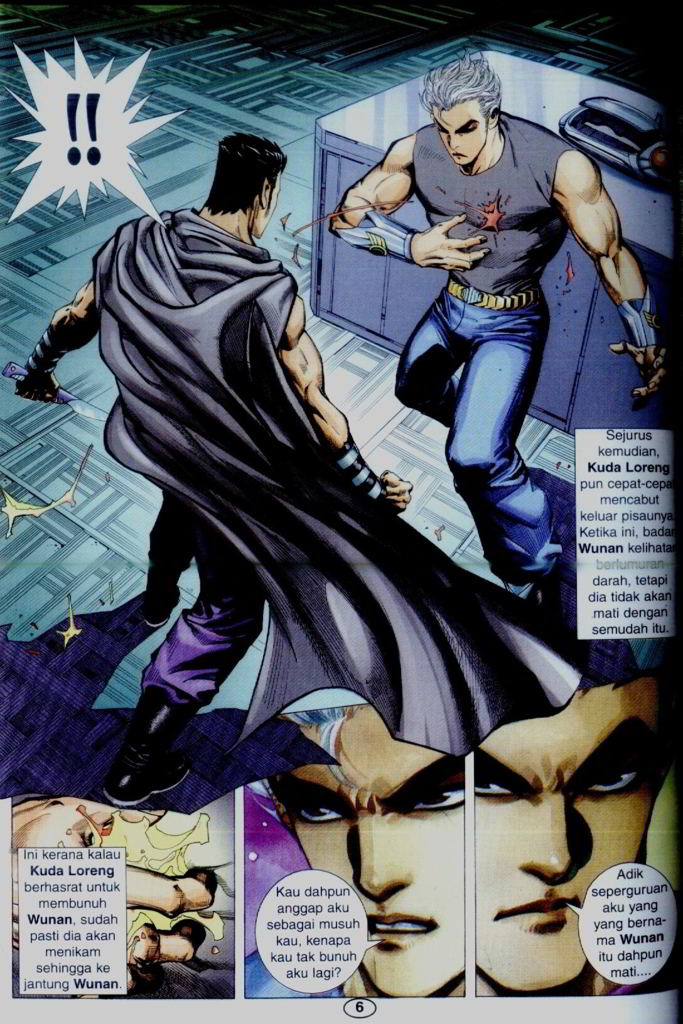 !!
Sejurus
kemudian,
Kuda Loreng
pun cepat-cepat
mencabut
keluar pisaunya.
Ketika ini, badan
Wunan kelihatan
berlumuran
darah, tetapi
dia tidak akan
mati dengan
semudah itu.
Ini kerana kalau
Kuda Loreng
berhasrat untuk
membunuh
Wunan, sudah
pasti dia akan
menikam
sehingga ke
jantung Wunan.
Kau dahpun
anggap aku
sebagai musuh
kau, kenapa
kau tak bunuh
aku lagi?
Adik
seperguruan
aku yang
yang berna-
ma Wunan
itu dahpun
mati....
6